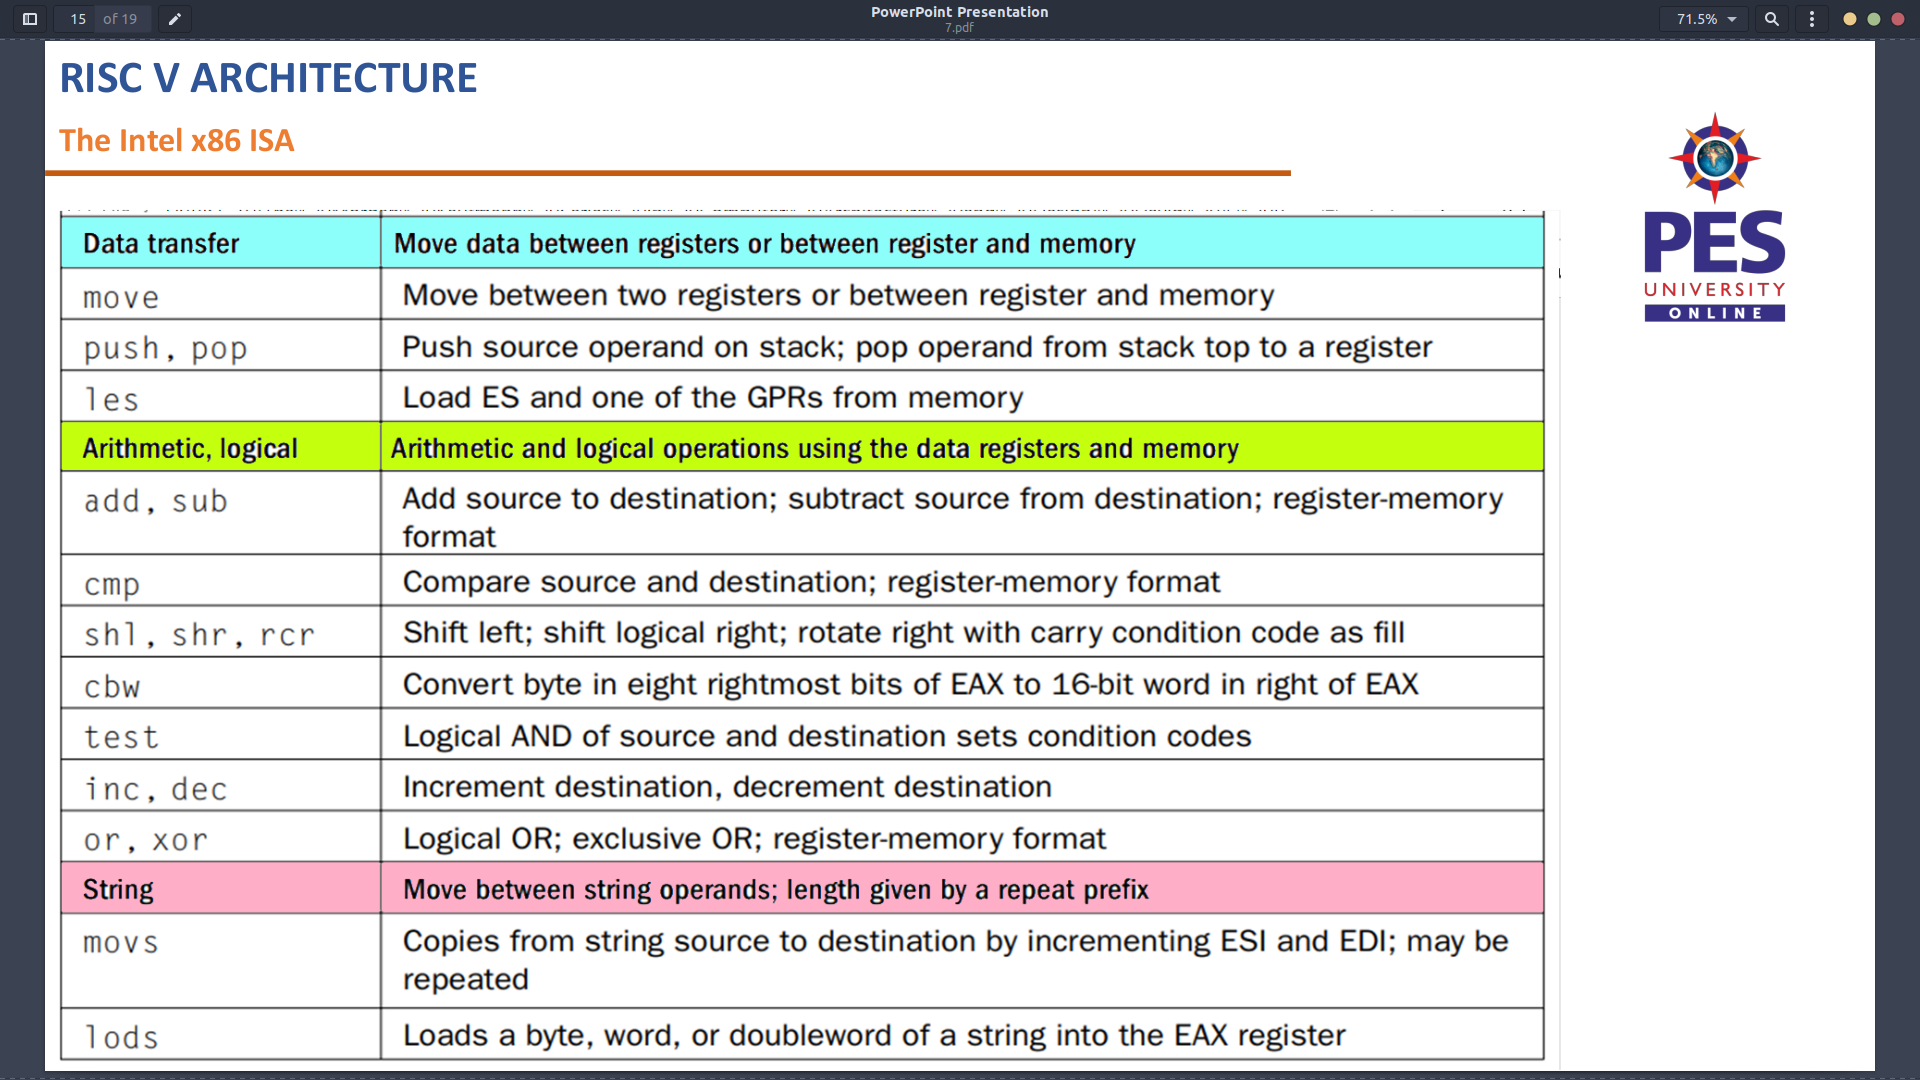 15 of 19
PowerPoint Presentation
7.pdf
71.5%
RISC V ARCHITECTURE
The Intel x86 ISA
PES
UNIVERSITY
ONLINE
Data transfer Move data between registers or between register and memory
move Move between two registers or between register and memory
push, pop Push source operand on stack; pop operand from stack top to a register
les Load ES and one of the GPRs from memory
Arithmetic, logical Arithmetic and logical operations using the data registers and memory
add, sub Add source to destination; subtract source from destination; register-memory
format
cmp Compare source and destination; register-memory format
shl, shr, rcr Shift left; shift logical right; rotate right with carry condition code as fill
cbw Convert byte in eight rightmost bits of EAX to 16-bit word in right of EAX
test Logical AND of source and destination sets condition codes
inc, dec Increment destination, decrement destination
or, xor Logical OR; exclusive OR; register-memory format
String Move between string operands; length given by a repeat prefix
movs Copies from string source to destination by incrementing ESI and EDI; may be
repeated
lods Loads a byte, word, or doubleword of a string into the EAX register